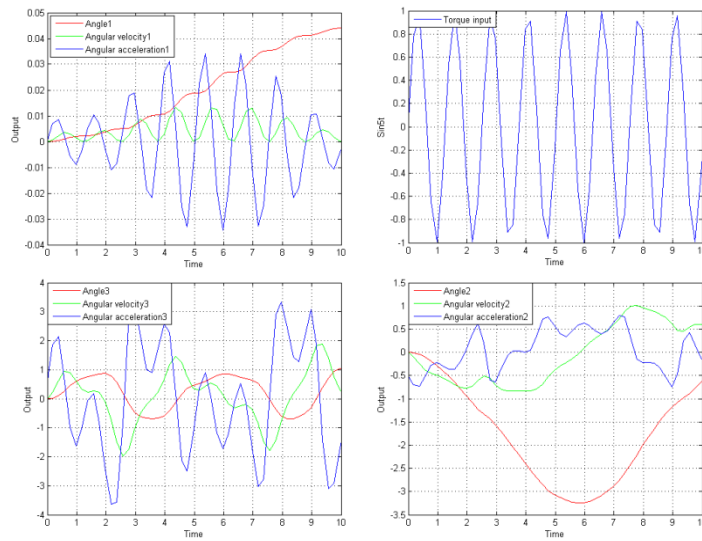 Angle1
Angular velocity1
Angular acceleration1
0.05
0.04
0.03
0.02
0.01
0
-0.01
-0.02
-0.03
-0.04
Output
0 1 2 3 4 5 6 7 8 9 10
Time
Torque input
1
0.8
0.6
0.4
0.2
0
-0.2
-0.4
-0.6
-0.8
-1
Sin5t
0 1 2 3 4 5 6 7 8 9 10
Time
Angle3
Angular velocity3
Angular acceleration3
4
3
2
1
0
-1
-2
-3
-4
Output
0 1 2 3 4 5 6 7 8 9 10
Time
Angle2
Angular velocity2
Angular acceleration2
1.5
1
0.5
0
-0.5
-1
-1.5
-2
-2.5
-3
-3.5
Output
0 1 2 3 4 5 6 7 8 9 10
Time